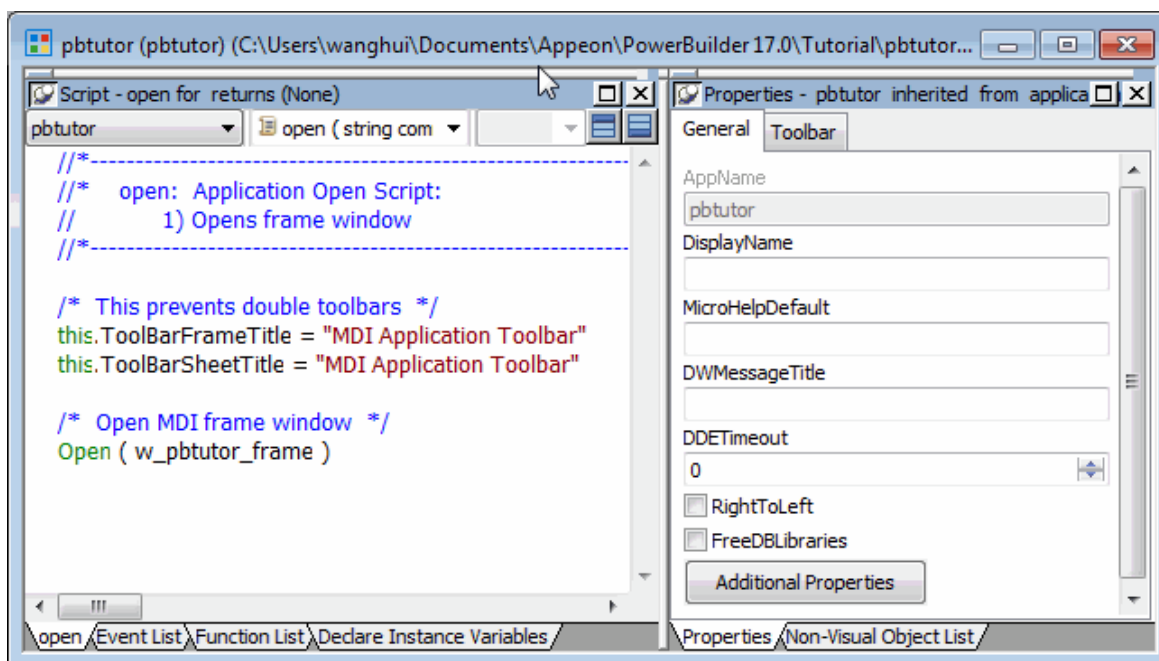 pbtutor (pbtutor) (C:\Users\wanghui\Documents\Appeon\PowerBuilder 17.0\Tutorial\pbtutor...
Script - open for returns (None)
pbtutor
open ( string com
//*------------------------------------------------------------
//*    open:  Application Open Script:
//         1) Opens frame window
//*------------------------------------------------------------
/*  This prevents double toolbars  */
this.ToolBarFrameTitle = "MDI Application Toolbar"
this.ToolBarSheetTitle = "MDI Application Toolbar"
/*  Open MDI frame window  */
Open ( w_pbtutor_frame )
open
Event List
Function List
Declare Instance Variables
Properties - pbtutor inherited from applica
General
Toolbar
AppName
pbtutor
DisplayName
MicroHelpDefault
DWMessageTitle
DDETimeout
0
RightToLeft
FreeDBLibraries
Additional Properties
Properties
Non-Visual Object List